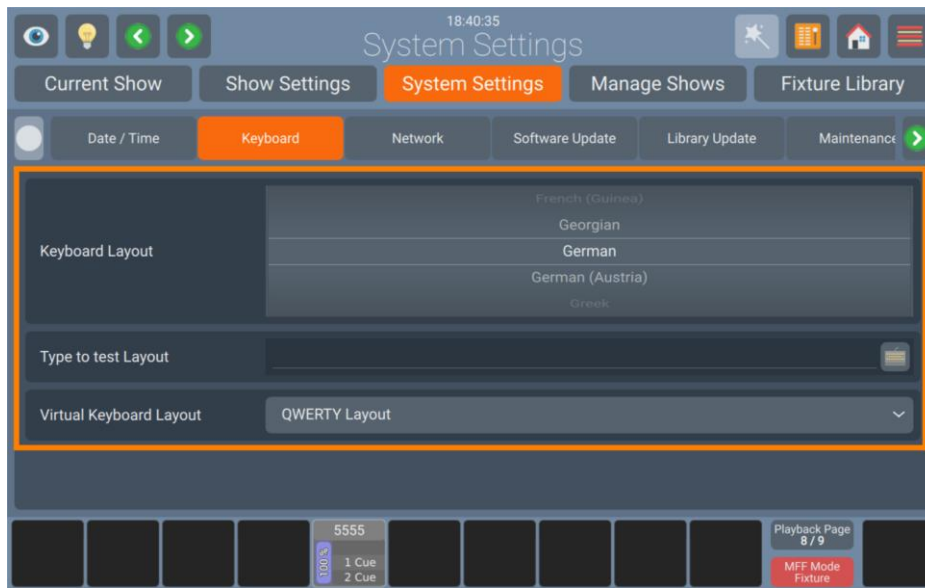 18:40:35
System Settings
Current Show
Show Settings
System Settings
Manage Shows
Fixture Library
Date / Time
Keyboard
Network
Software Update
Library Update
Maintenance
Keyboard Layout
French (Guinea)
Georgian
German
German (Austria)
Greek
Type to test Layout
Virtual Keyboard Layout
QWERTY Layout
5555
100 %
1 Cue
2 Cue
Playback Page
8 / 9
MFF Mode
Fixture